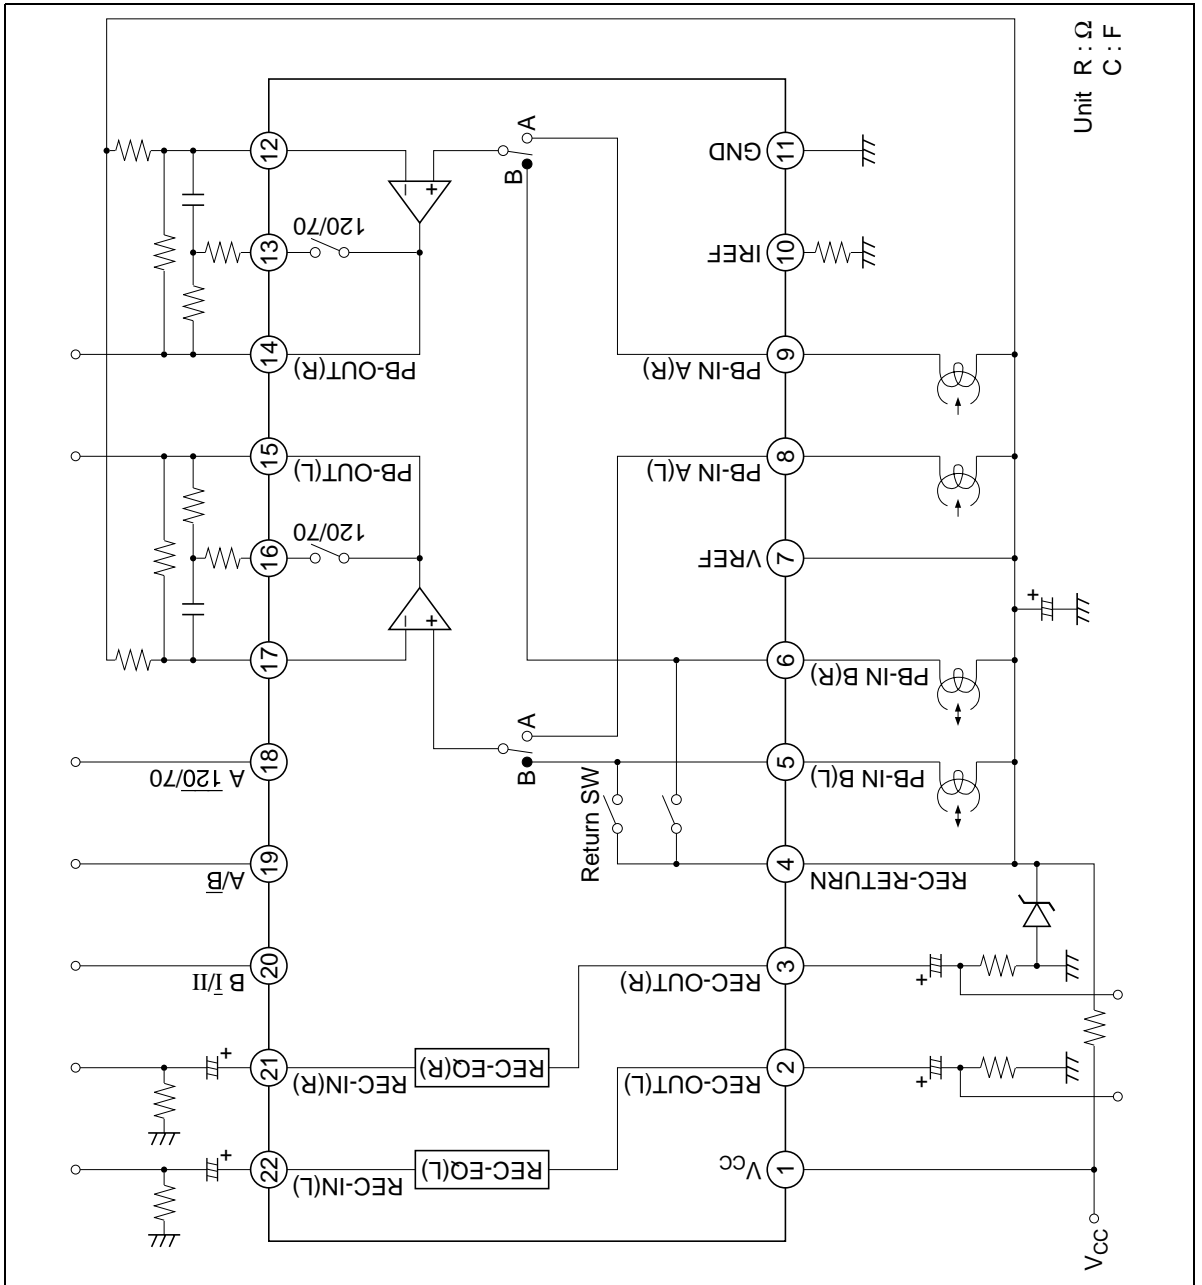 Unit R : Ω
C : F
12
A
B
11
GND
120/70
13
10
IREF
14
PB-OUT(R)
9
PB-IN A(R)
15
PB-OUT(L)
8
PB-IN A(L)
120/70
16
7
VREF
17
6
PB-IN B(R)
18
A 120/70
A
B
5
PB-IN B(L)
Return SW
19
A/B̅
4
REC-RETURN
20
B I̅/II
3
REC-OUT(R)
21
REC-IN(R)
REC-EQ(R)
2
REC-OUT(L)
22
REC-IN(L)
REC-EQ(L)
1
VCC
VCC
− +
− +
+
+
+
+
+